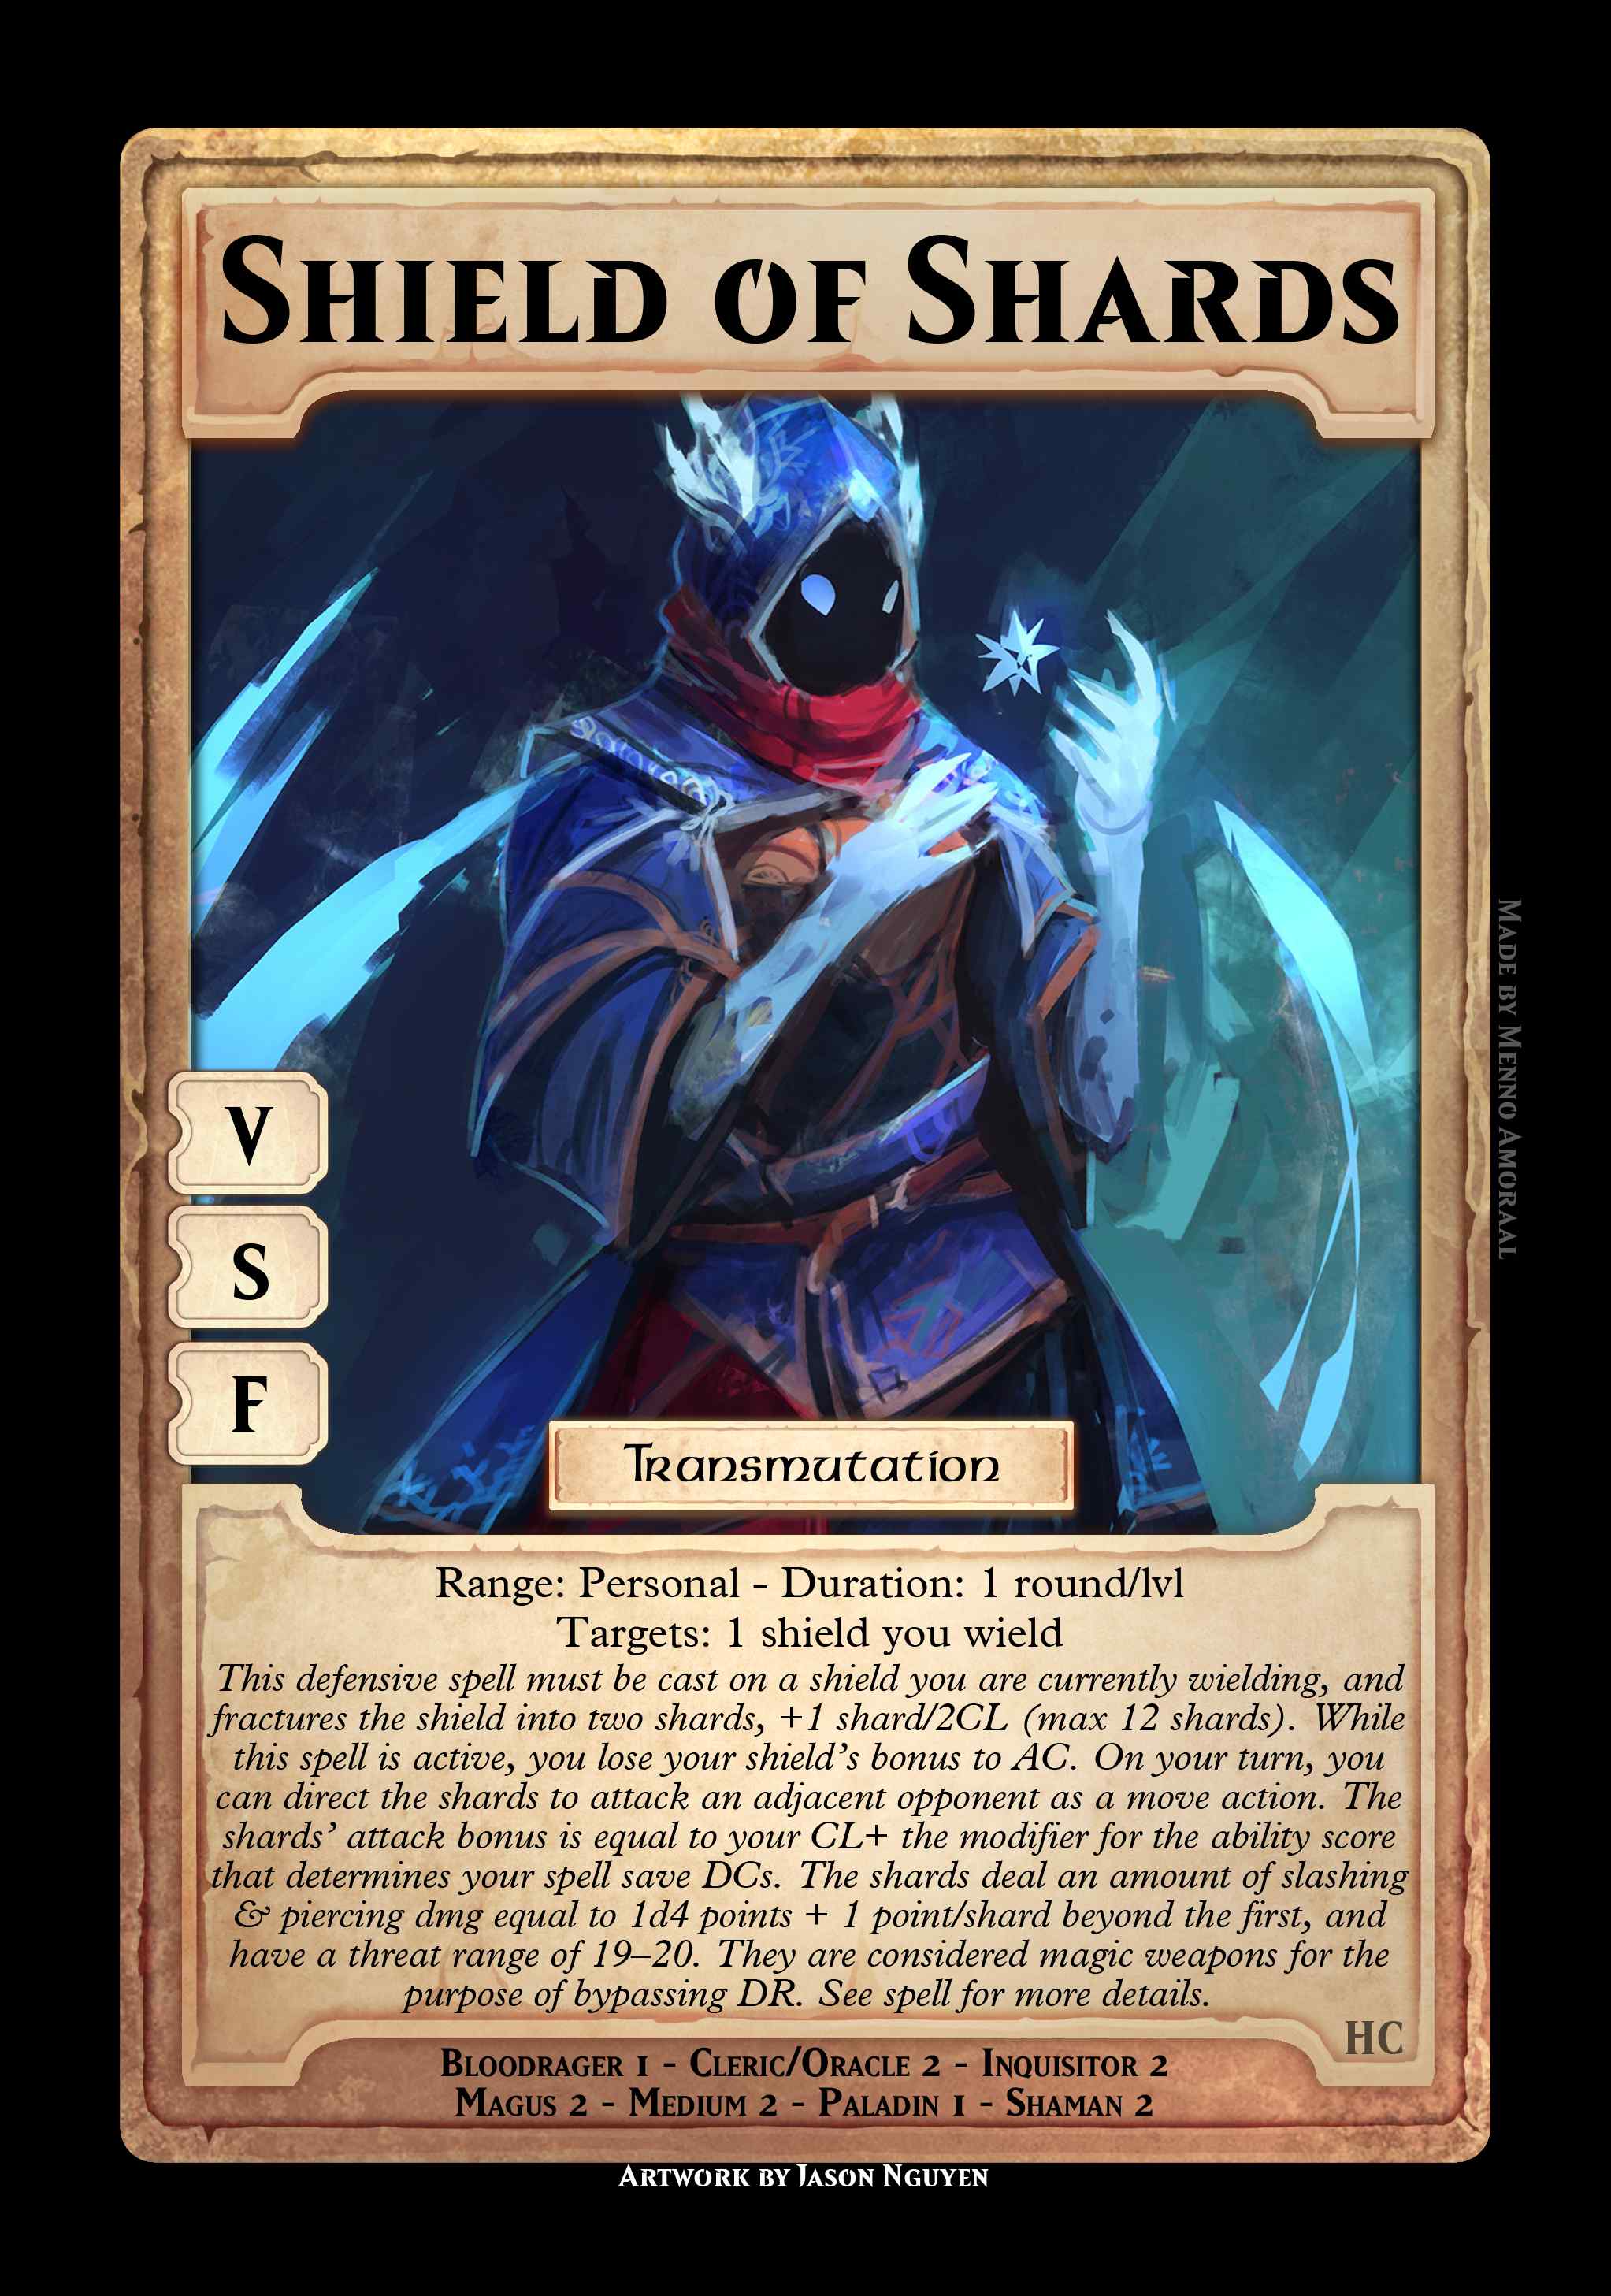 Shield of Shards
V
S
F
Transmutation
Range: Personal - Duration: 1 round/lvl
Targets: 1 shield you wield
This defensive spell must be cast on a shield you are currently wielding, and
fractures the shield into two shards, +1 shard/2CL (max 12 shards). While
this spell is active, you lose your shield's bonus to AC. On your turn, you
can direct the shards to attack an adjacent opponent as a move action. The
shards' attack bonus is equal to your CL+ the modifier for the ability score
that determines your spell save DCs. The shards deal an amount of slashing
& piercing dmg equal to 1d4 points + 1 point/shard beyond the first, and
have a threat range of 19–20. They are considered magic weapons for the
purpose of bypassing DR. See spell for more details.
HC
Bloodrager 1 - Cleric/Oracle 2 - Inquisitor 2
Magus 2 - Medium 2 - Paladin 1 - Shaman 2
Artwork by Jason Nguyen
Made by Menno Amoraal